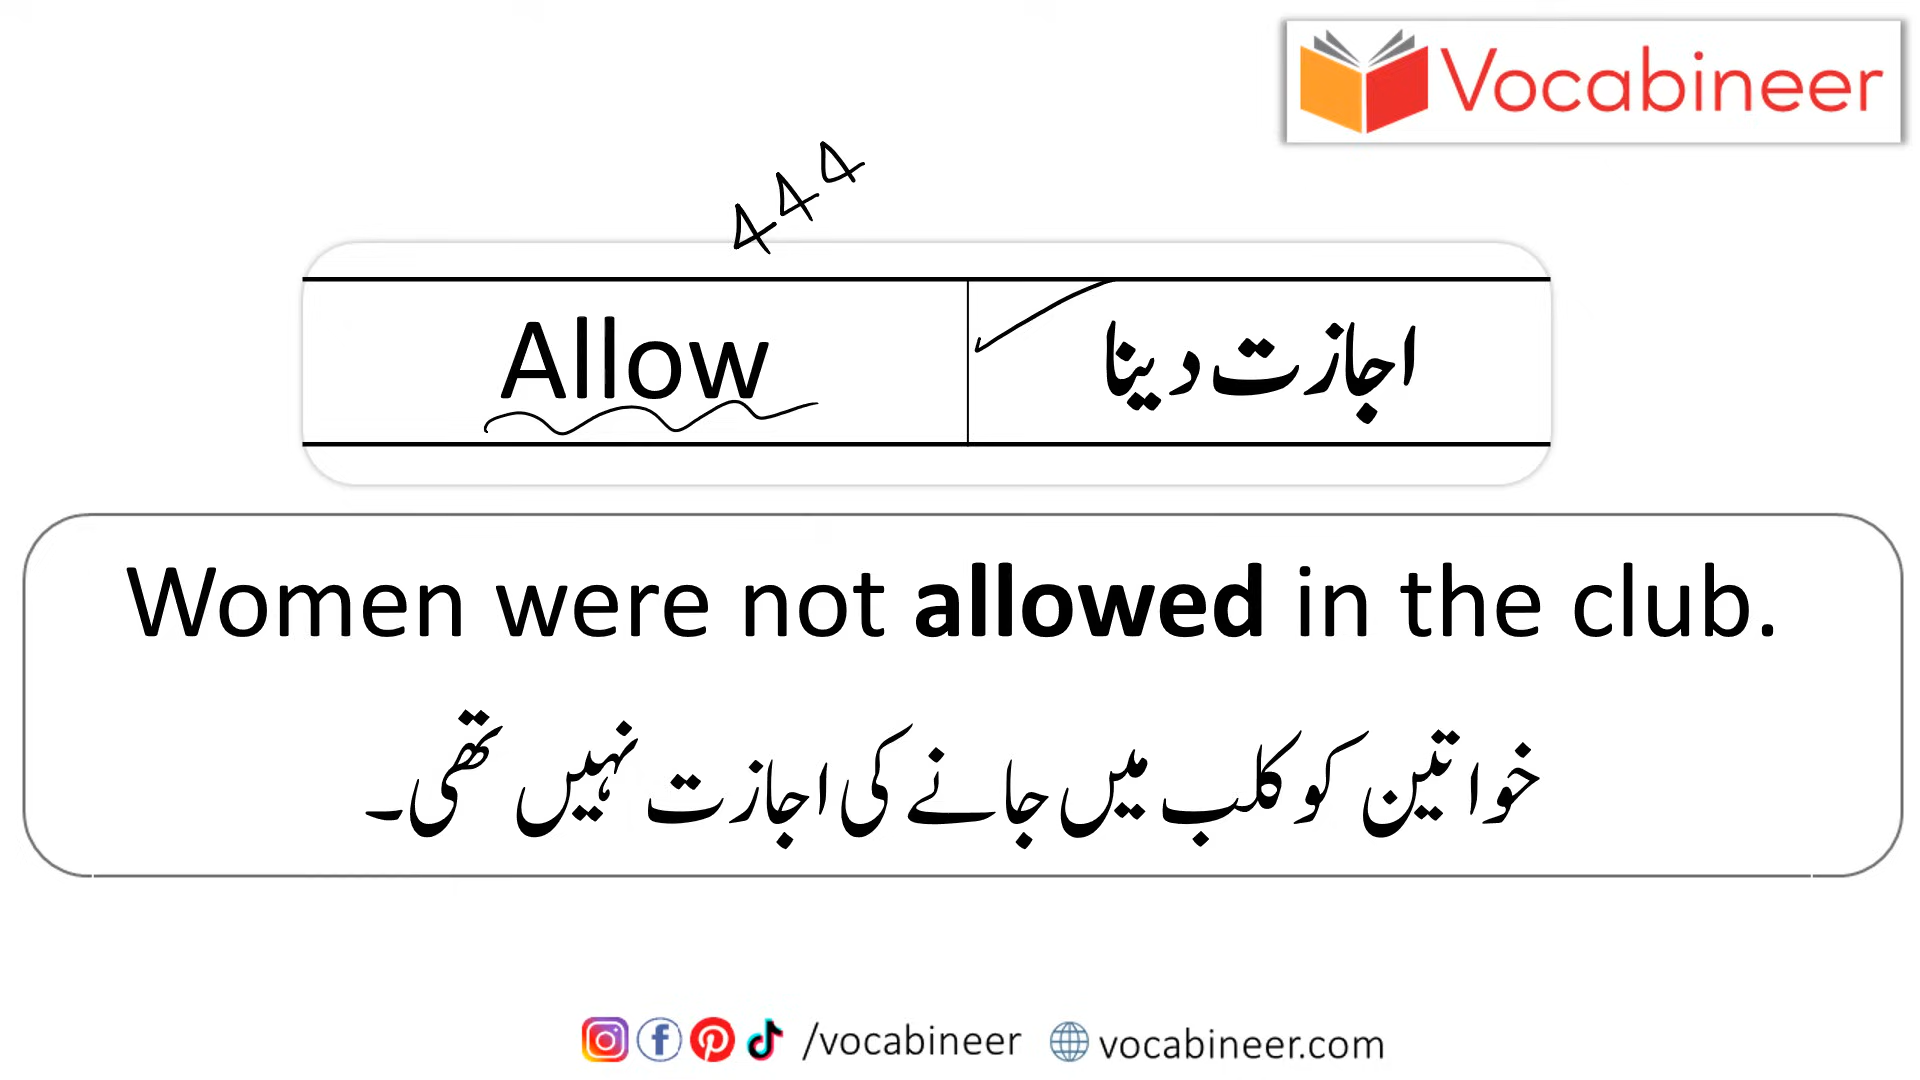 Vocabineer
444
Allow
اجازت دینا
Women were not allowed in the club.
خواتین کو کلب میں جانے کی اجازت نہیں تھی۔
/vocabineer vocabineer.com